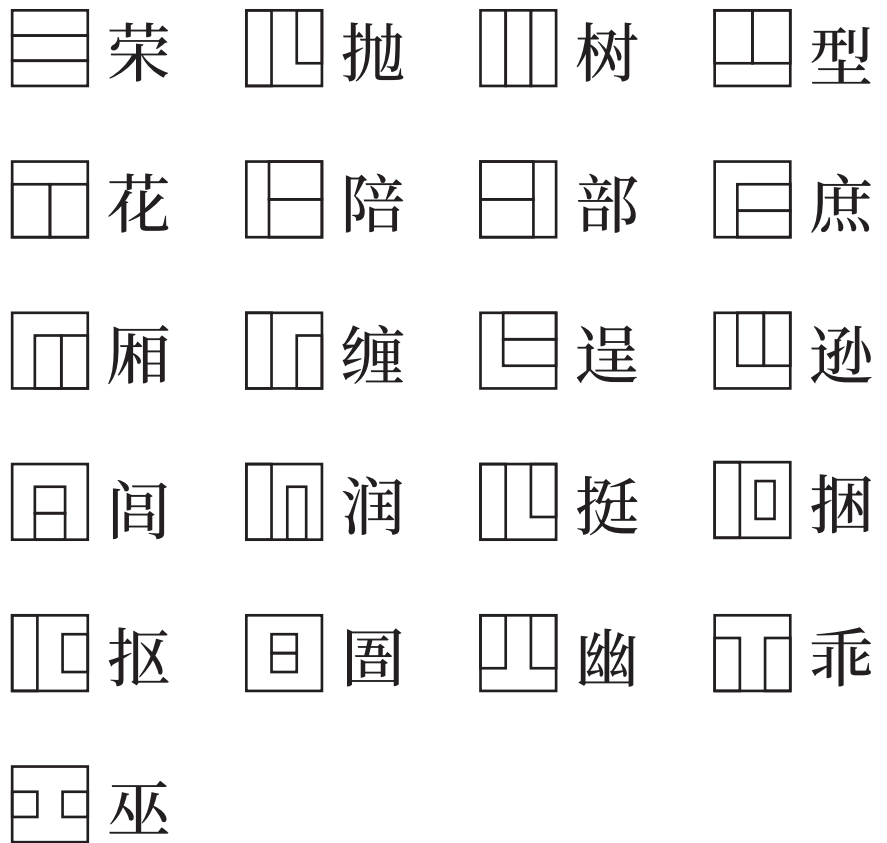 荣 抛 树 型
花 陪 部 庶
厢 缠 逞 逊
闾 润 挺 捆
抠 圄 幽 乖
巫